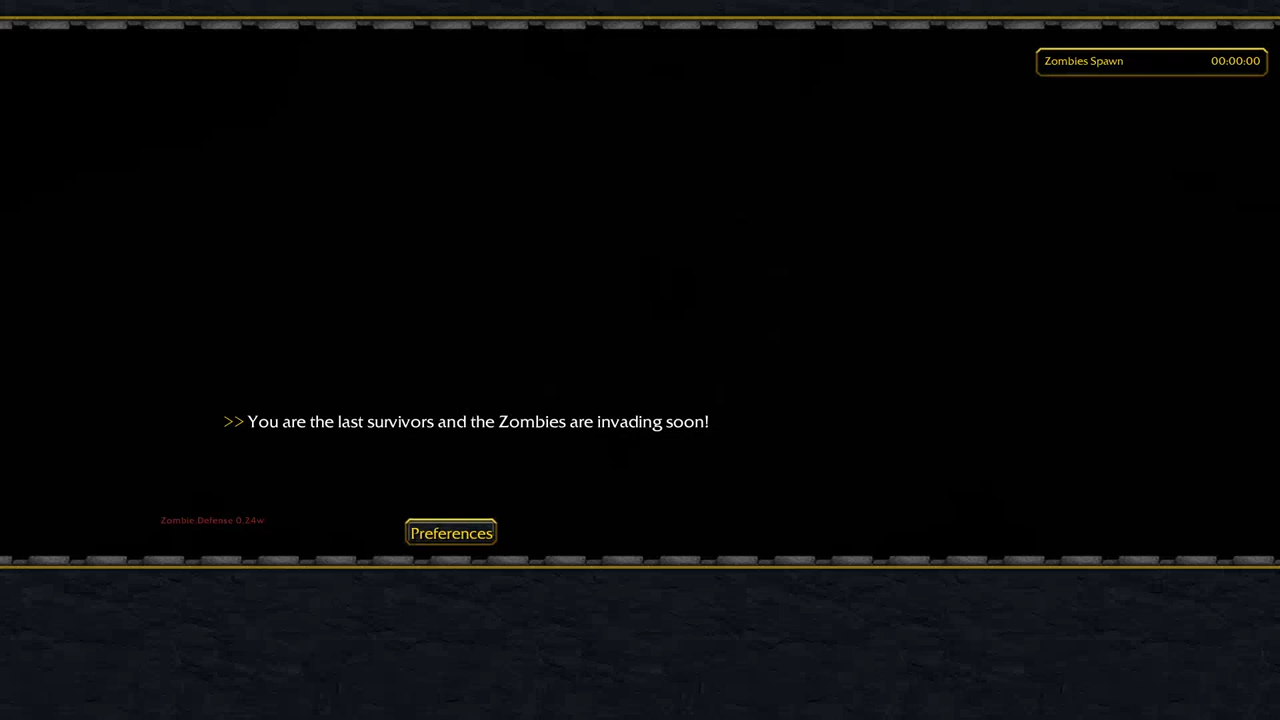 Zombies Spawn 00:00:00
>> You are the last survivors and the Zombies are invading soon!
Zombie Defense 0.24w
Preferences